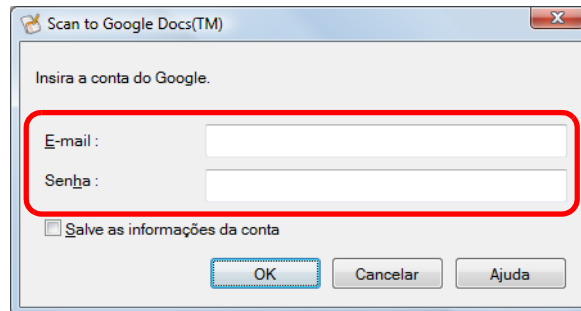 Scan to Google Docs(TM)
Insira a conta do Google.
E-mail :
Senha :
Salve as informações da conta
OK Cancelar Ajuda